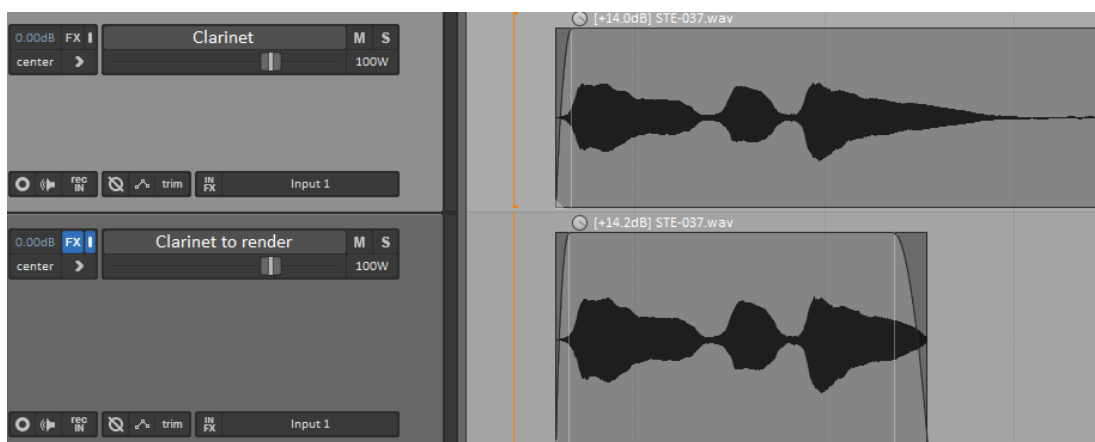 [+14.0dB] STE-037.wav
0.00dB FX Clarinet M S
center 100W
rec IN trim IN FX Input 1
[+14.2dB] STE-037.wav
0.00dB FX Clarinet to render M S
center 100W
rec IN trim IN FX Input 1